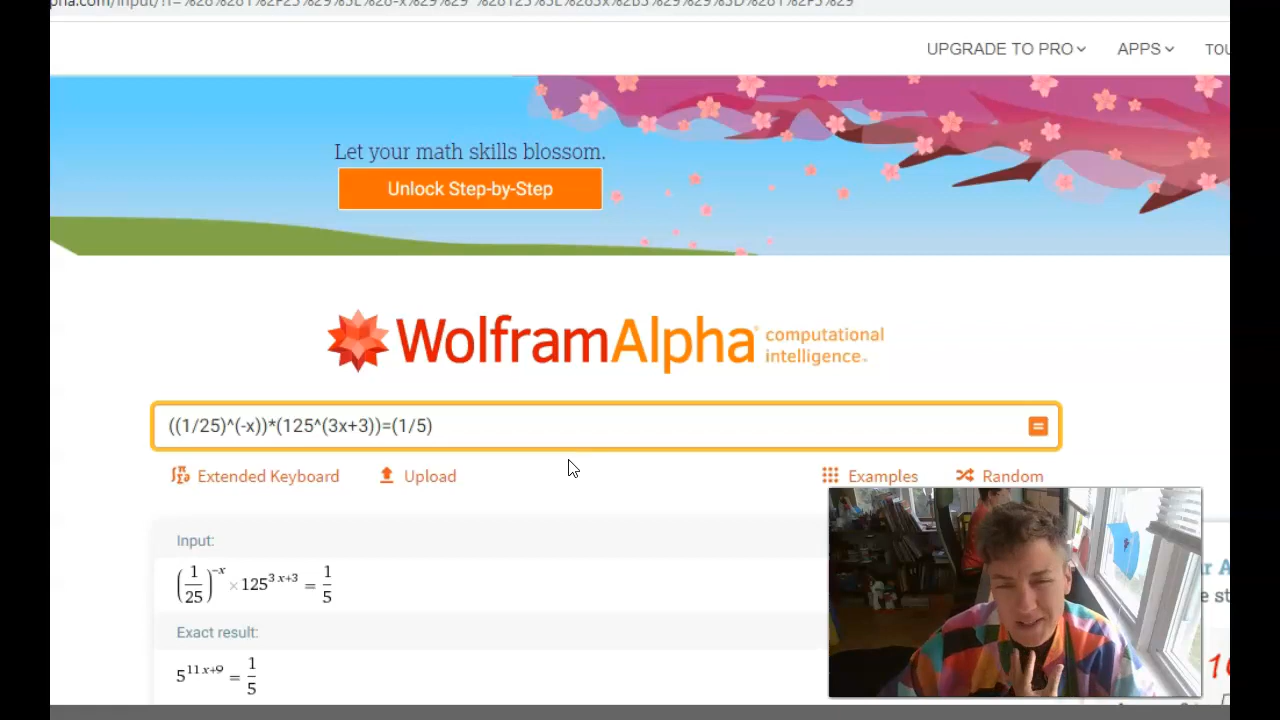 UPGRADE TO PRO APPS
Let your math skills blossom.
Unlock Step-by-Step
WolframAlpha computational intelligence.
((1/25)^(-x))*(125^(3x+3))=(1/5)
=
Extended Keyboard Upload Examples Random
Input:
(1/25)^-x × 125^3 x+3 = 1/5
Exact result:
5^11 x+9 = 1/5